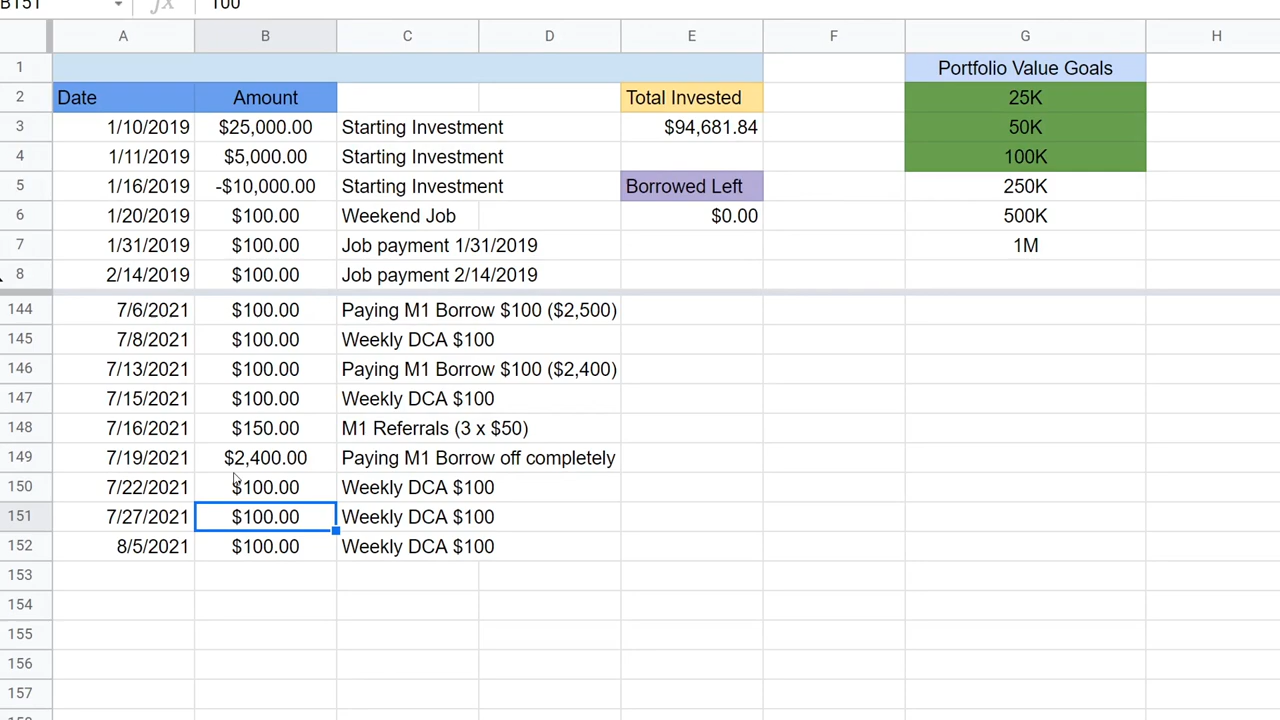 B151 fx 100
A B C D E F G H
1 Portfolio Value Goals
2 Date Amount Total Invested 25K
3 1/10/2019 $25,000.00 Starting Investment $94,681.84 50K
4 1/11/2019 $5,000.00 Starting Investment 100K
5 1/16/2019 -$10,000.00 Starting Investment Borrowed Left 250K
6 1/20/2019 $100.00 Weekend Job $0.00 500K
7 1/31/2019 $100.00 Job payment 1/31/2019 1M
8 2/14/2019 $100.00 Job payment 2/14/2019
144 7/6/2021 $100.00 Paying M1 Borrow $100 ($2,500)
145 7/8/2021 $100.00 Weekly DCA $100
146 7/13/2021 $100.00 Paying M1 Borrow $100 ($2,400)
147 7/15/2021 $100.00 Weekly DCA $100
148 7/16/2021 $150.00 M1 Referrals (3 x $50)
149 7/19/2021 $2,400.00 Paying M1 Borrow off completely
150 7/22/2021 $100.00 Weekly DCA $100
151 7/27/2021 $100.00 Weekly DCA $100
152 8/5/2021 $100.00 Weekly DCA $100
153
154
155
156
157